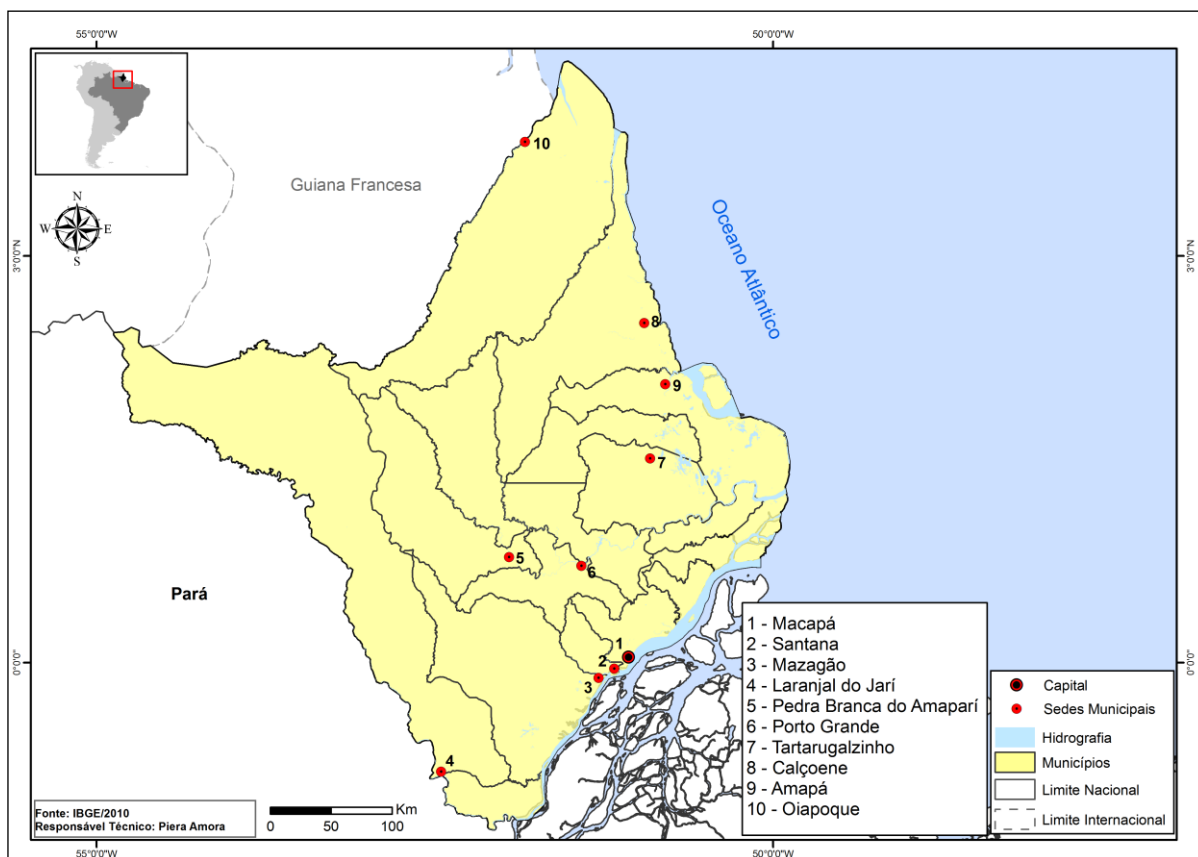 55°0'0"W
50°0'0"W
N
W
E
S
Guiana Francesa
10
Oceano Atlântico
3°0'0"N
3°0'0"N
8
9
7
5
6
Pará
1
2
3
4
0°0'0"
0°0'0"
1 - Macapá
2 - Santana
3 - Mazagão
4 - Laranjal do Jarí
5 - Pedra Branca do Amaparí
6 - Porto Grande
7 - Tartarugalzinho
8 - Calçoene
9 - Amapá
10 - Oiapoque
Capital
Sedes Municipais
Hidrografia
Municípios
Limite Nacional
Limite Internacional
Fonte: IBGE/2010
Responsável Técnico: Piera Amora
Km
0 50 100
55°0'0"W
50°0'0"W